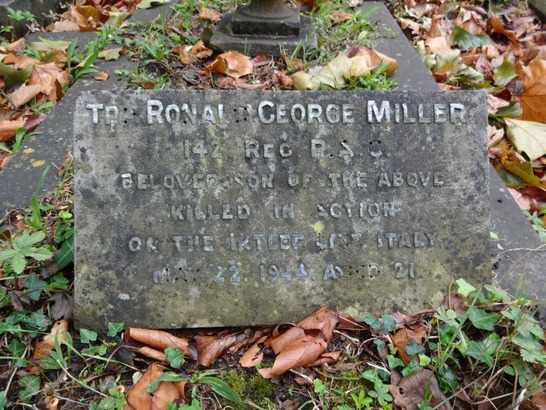 TPR RONALD GEORGE MILLER
142 REG R.A.C.
BELOVED SON OF THE ABOVE
KILLED IN ACTION
ON THE HITLER LINE ITALY
MAY 22, 1944 AGED 21.